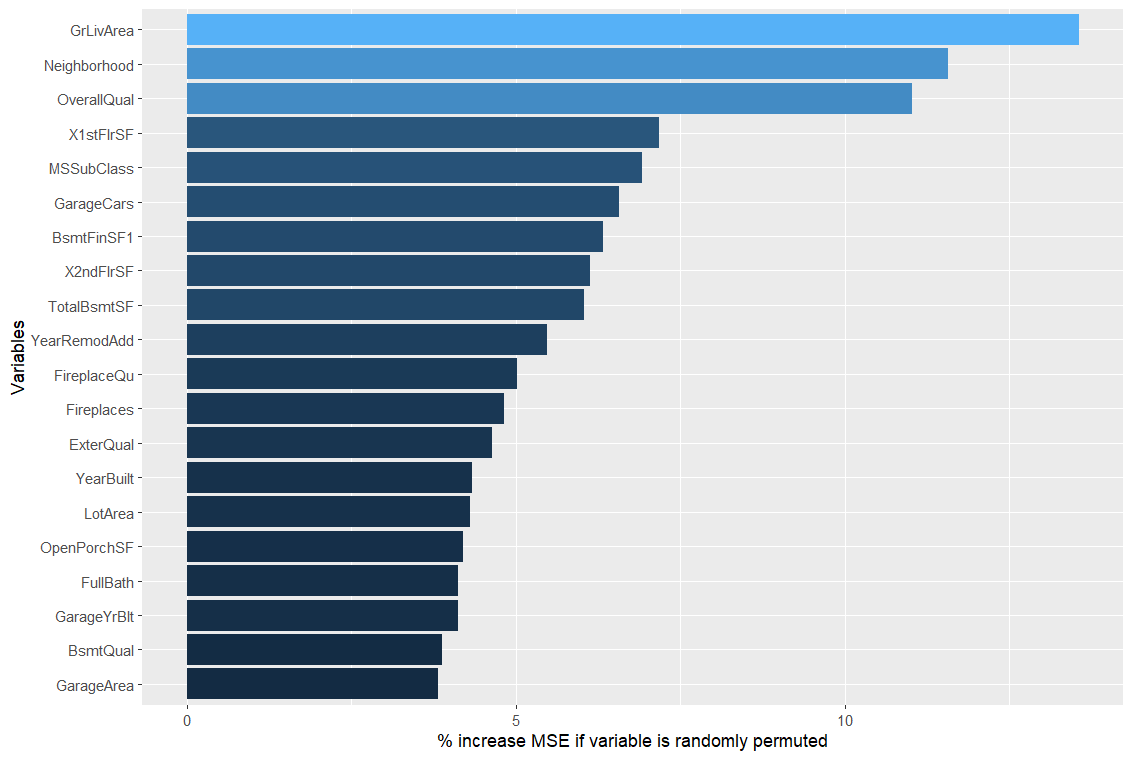 GrLivArea
Neighborhood
OverallQual
X1stFlrSF
MSSubClass
GarageCars
BsmtFinSF1
X2ndFlrSF
TotalBsmtSF
YearRemodAdd
FireplaceQu
Fireplaces
ExterQual
YearBuilt
LotArea
OpenPorchSF
FullBath
GarageYrBlt
BsmtQual
GarageArea
Variables
0 5 10
% increase MSE if variable is randomly permuted